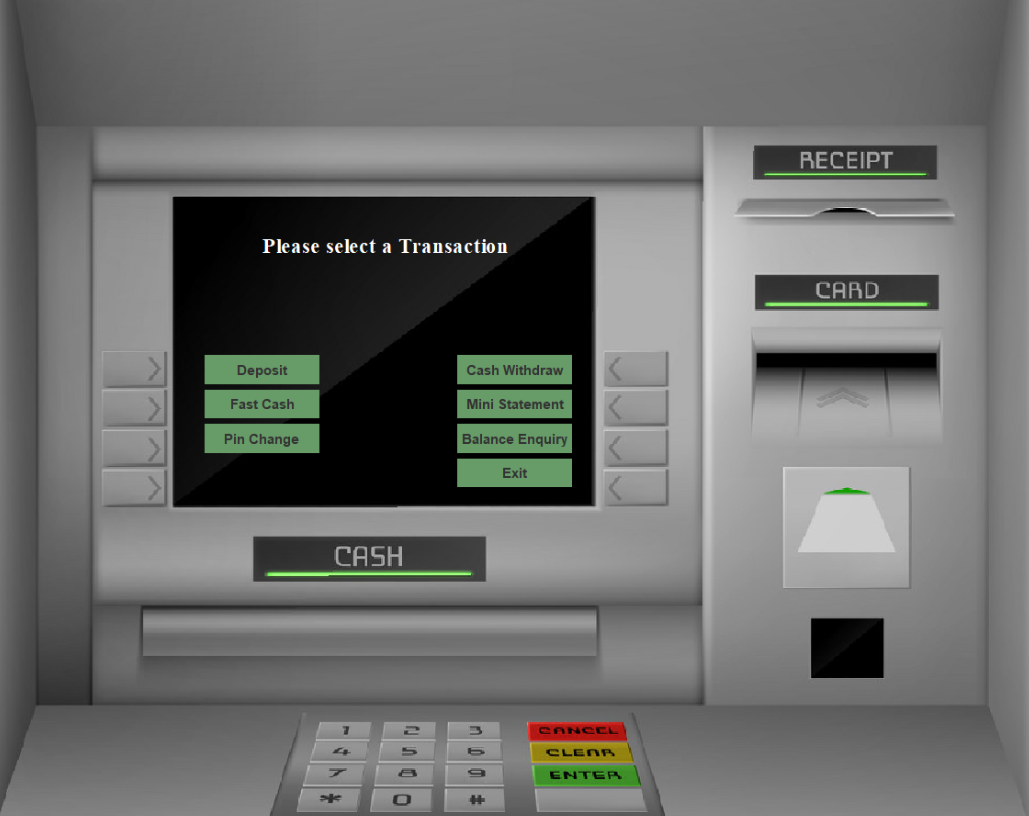 RECEIPT
Please select a Transaction
CARD
Deposit
Cash Withdraw
Fast Cash
Mini Statement
Pin Change
Balance Enquiry
Exit
CASH
1 2 3 CANCEL
4 5 6 CLEAR
7 8 9 ENTER
* 0 #